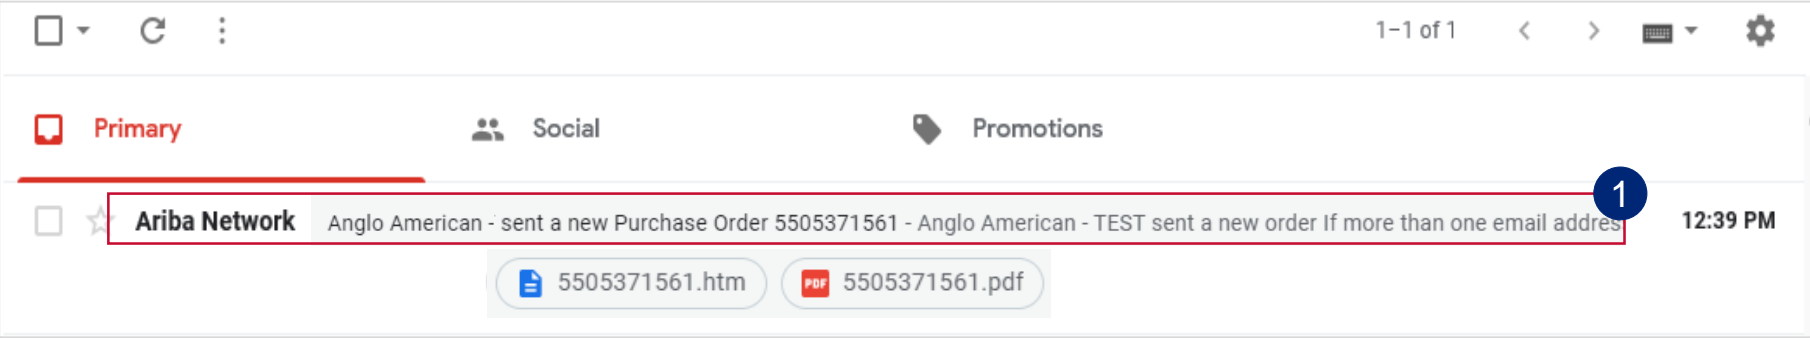 1–1 of 1
Primary Social Promotions
1
Ariba Network Anglo American - sent a new Purchase Order 5505371561 - Anglo American - TEST sent a new order If more than one email addres 12:39 PM
5505371561.htm PDF 5505371561.pdf